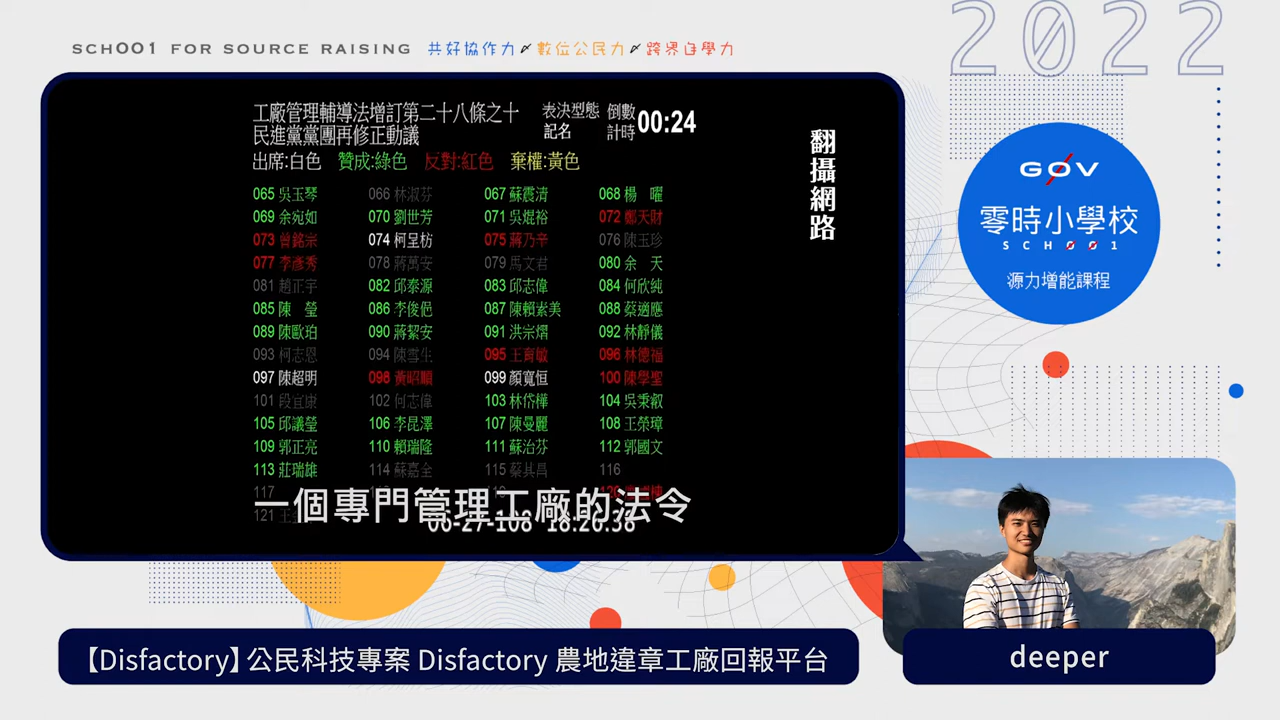 SCH001 FOR SOURCE RAISING 共好協作力 數位公民力 跨界自學力
2022
工廠管理輔導法增訂第二十八條之十
民進黨黨團再修正動議
表決型態
記名
倒數
計時
00:24
出席:白色 贊成:綠色 反對:紅色 棄權:黃色
065 吳玉琴 066 林淑芬 067 蘇震清 068 楊 曜
069 余宛如 070 劉世芳 071 吳焜裕 072 鄭天財
073 曾銘宗 074 柯呈枋 075 蔣乃辛 076 陳玉珍
077 李彥秀 078 蔣萬安 079 馬文君 080 余 天
081 趙正宇 082 邱泰源 083 邱志偉 084 何欣純
085 陳 瑩 086 李俊俋 087 陳賴素美 088 蔡適應
089 陳歐珀 090 蔣絜安 091 洪宗熠 092 林靜儀
093 柯志恩 094 陳雪生 095 王育敏 096 林德福
097 陳超明 098 黃昭順 099 顏寬恒 100 陳學聖
101 段宜康 102 何志偉 103 林岱樺 104 吳秉叡
105 邱議瑩 106 李昆澤 107 陳曼麗 108 王榮璋
109 郭正亮 110 賴瑞隆 111 蘇治芬 112 郭國文
113 莊瑞雄 114 蘇嘉全 115 蔡其昌 116
117
121
一個專門管理工廠的法令
06-27-108 18:26:38
翻攝網路
G0V
零時小學校
SCH001
源力增能課程
【Disfactory】公民科技專案 Disfactory 農地違章工廠回報平台
deeper